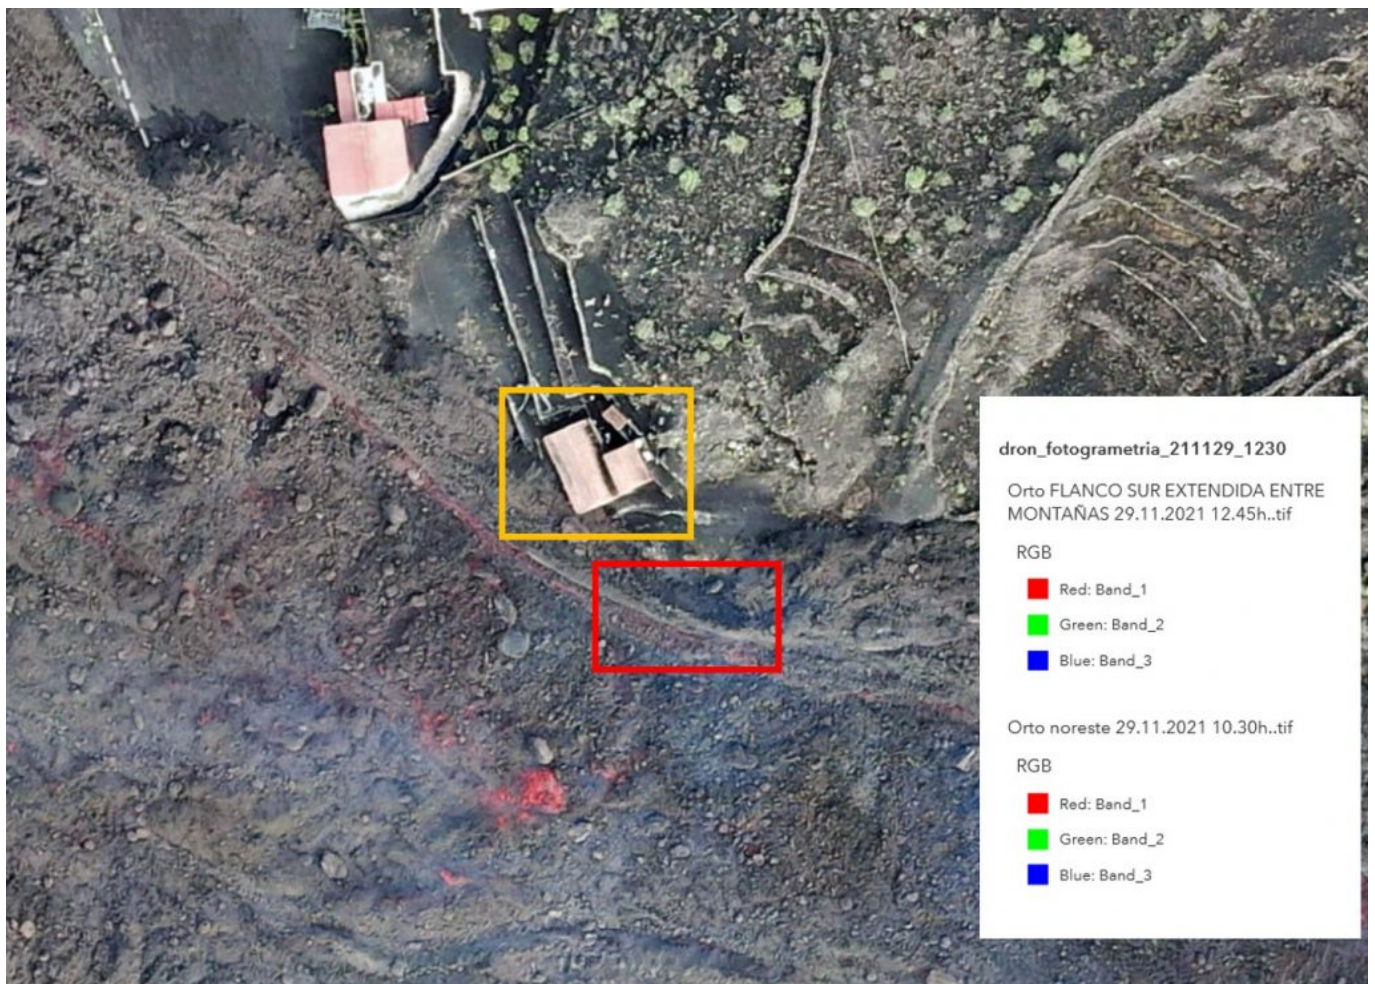 dron_fotogrametria_211129_1230
Orto FLANCO SUR EXTENDIDA ENTRE
MONTAÑAS 29.11.2021 12.45h..tif
RGB
Red: Band_1
Green: Band_2
Blue: Band_3
Orto noreste 29.11.2021 10.30h..tif
RGB
Red: Band_1
Green: Band_2
Blue: Band_3